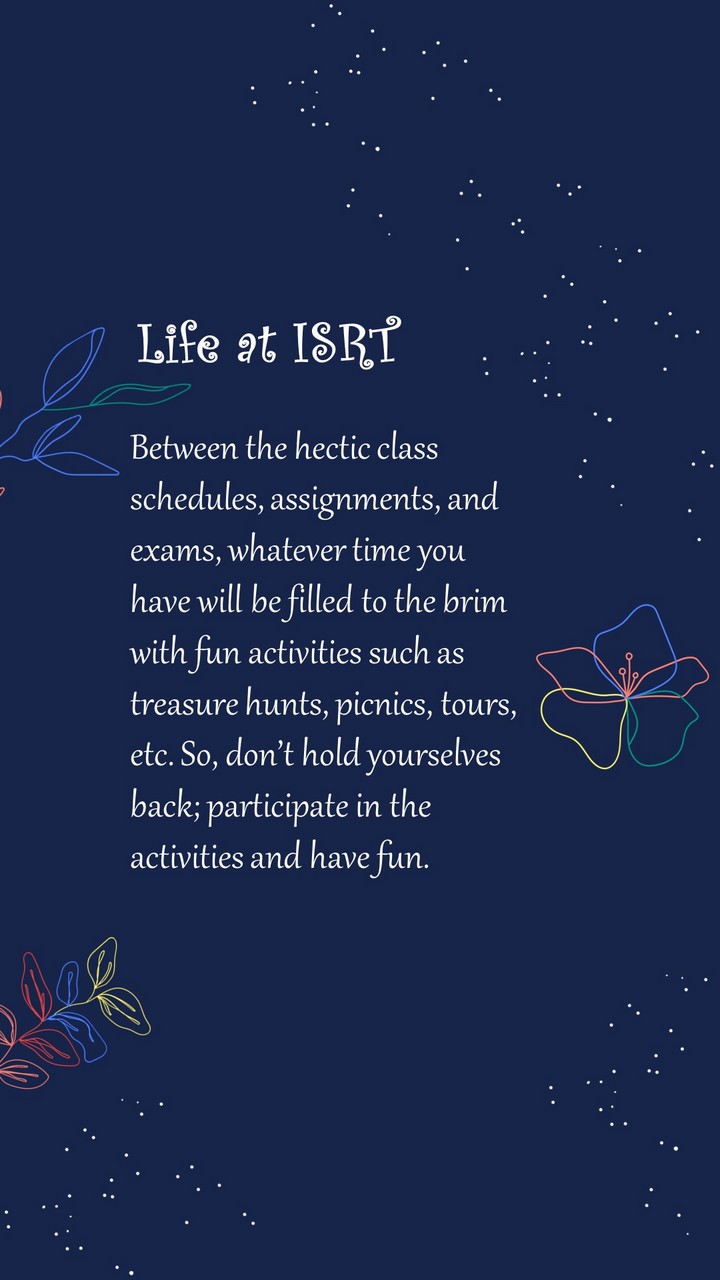 Life at ISRT
Between the hectic class
schedules, assignments, and
exams, whatever time you
have will be filled to the brim
with fun activities such as
treasure hunts, picnics, tours,
etc. So, don’t hold yourselves
back; participate in the
activities and have fun.